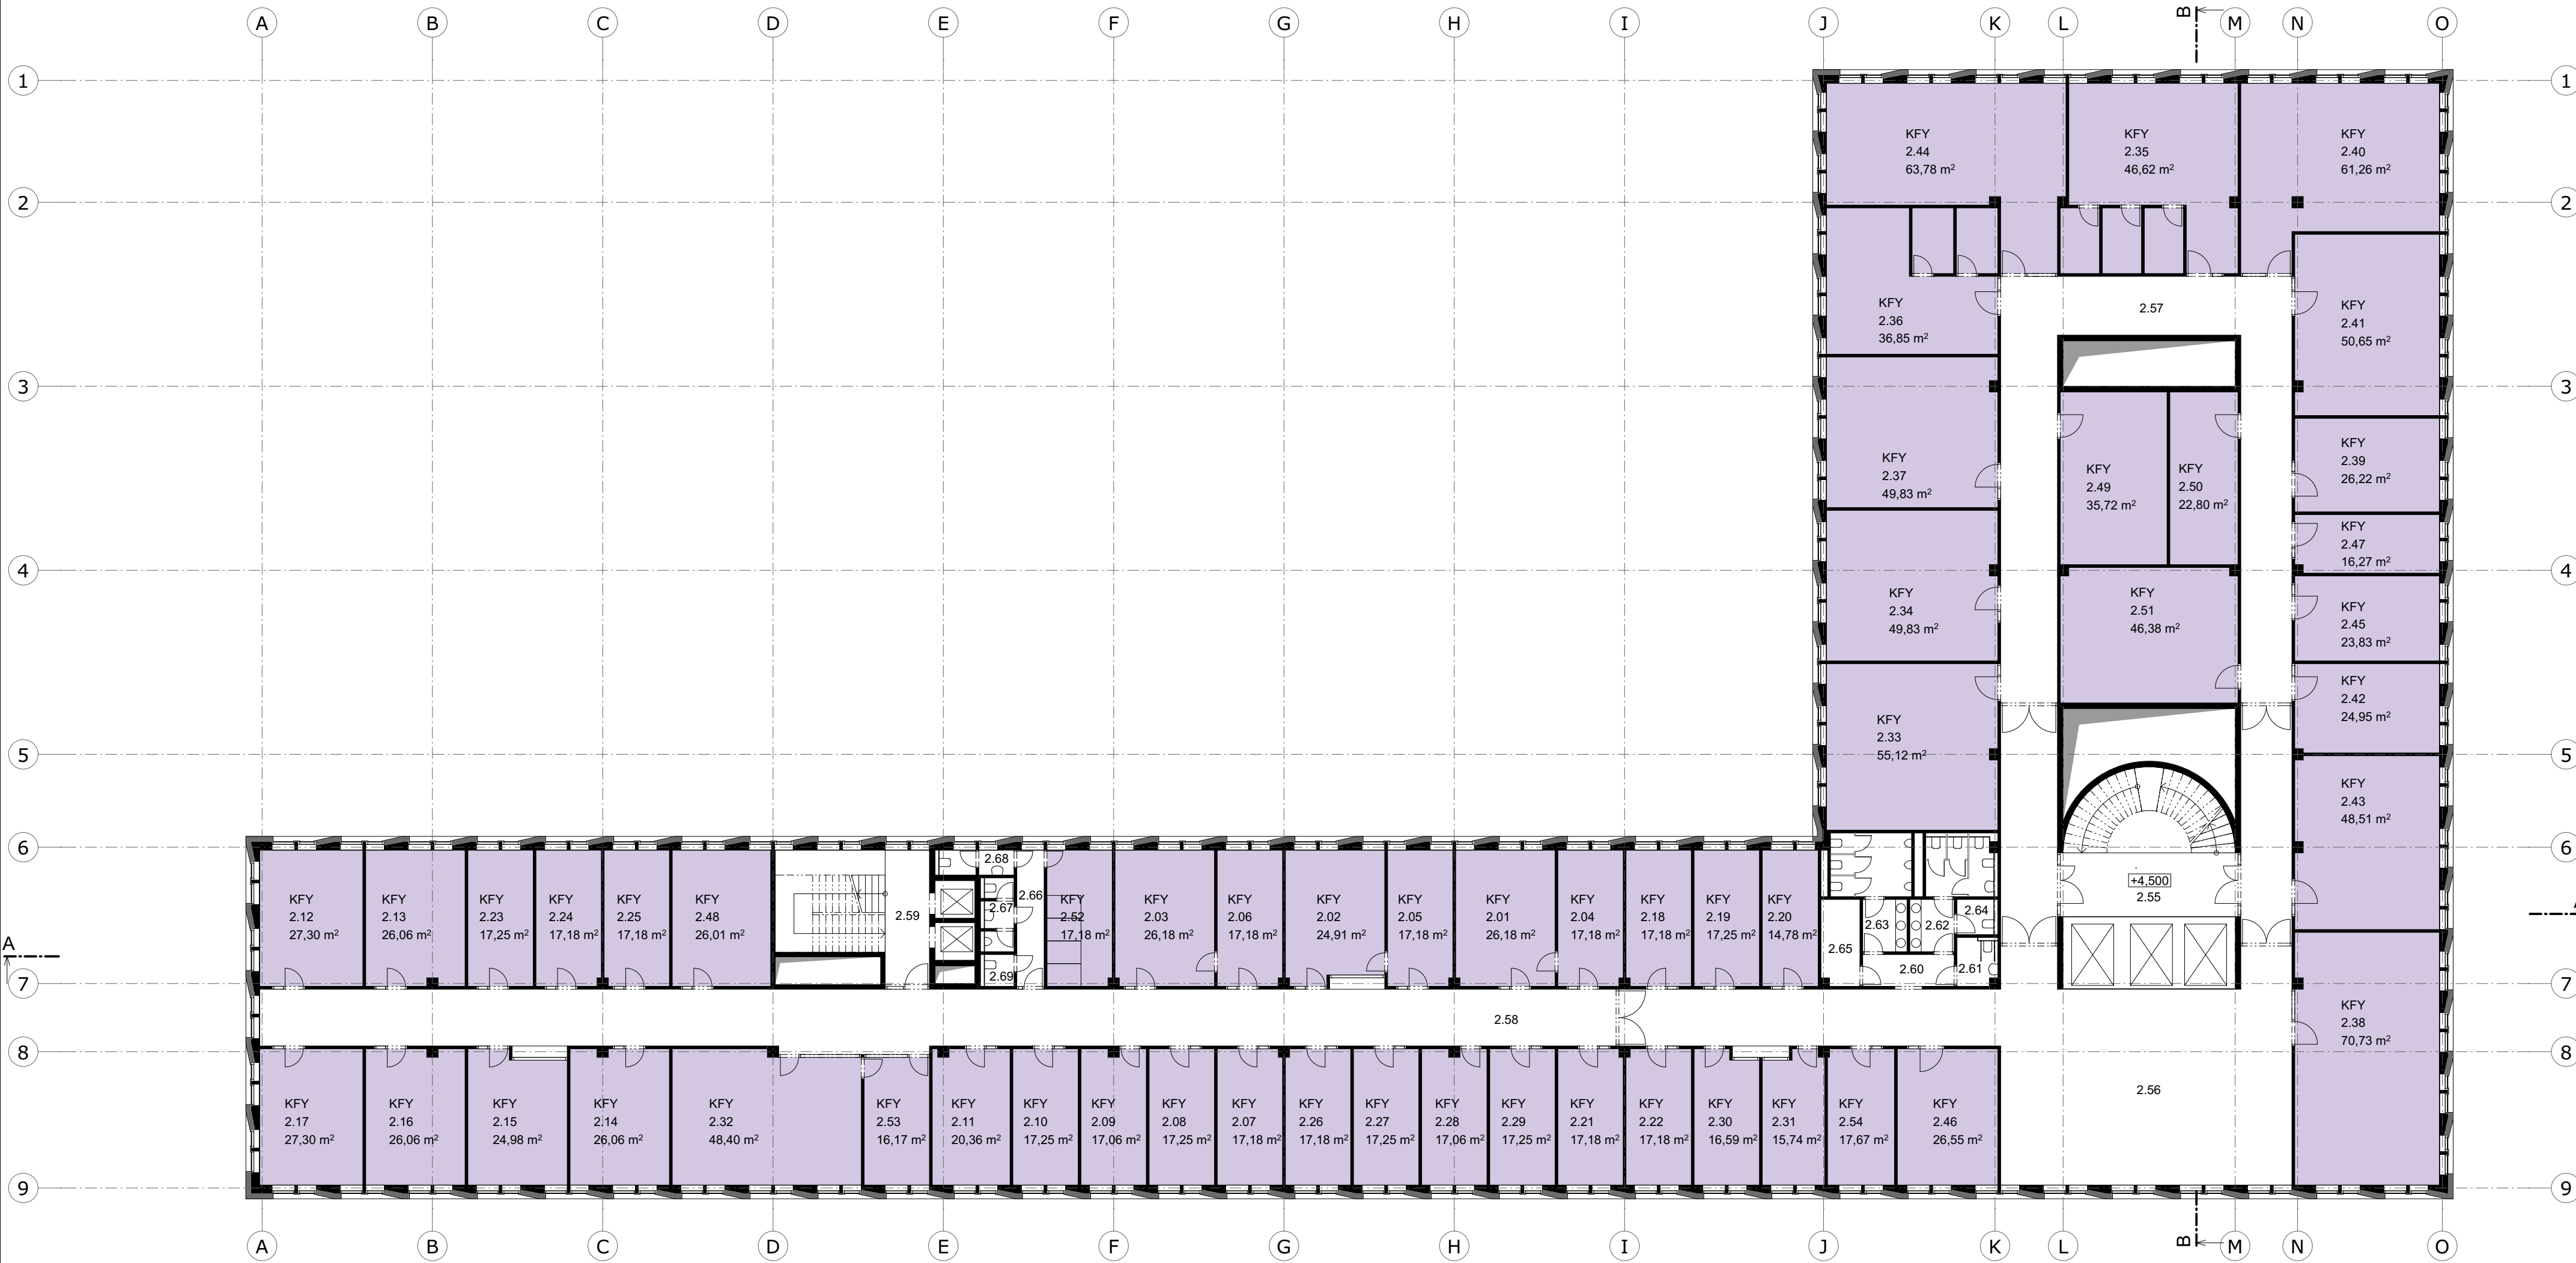 A B C D E F G H I J K L M N O
B
1 1
KFY
2.44
63,78 m²
KFY
2.35
46,62 m²
KFY
2.40
61,26 m²
2 2
KFY
2.36
36,85 m²
2.57
KFY
2.41
50,65 m²
3 3
KFY
2.37
49,83 m²
KFY
2.49
35,72 m²
KFY
2.50
22,80 m²
KFY
2.39
26,22 m²
KFY
2.47
16,27 m²
4 4
KFY
2.34
49,83 m²
KFY
2.51
46,38 m²
KFY
2.45
23,83 m²
KFY
2.42
24,95 m²
KFY
2.33
55,12 m²
5 5
KFY
2.43
48,51 m²
6 6
KFY
2.12
27,30 m²
KFY
2.13
26,06 m²
KFY
2.23
17,25 m²
KFY
2.24
17,18 m²
KFY
2.25
17,18 m²
KFY
2.48
26,01 m²
2.59
2.68
2.67
2.66
2.69
KFY
2.52
17,18 m²
KFY
2.03
26,18 m²
KFY
2.06
17,18 m²
KFY
2.02
24,91 m²
KFY
2.05
17,18 m²
KFY
2.01
26,18 m²
KFY
2.04
17,18 m²
KFY
2.18
17,18 m²
KFY
2.19
17,25 m²
KFY
2.20
14,78 m²
2.65
2.63
2.62
2.64
2.60
2.61
+4,500
2.55
A
7 7
2.58
KFY
2.38
70,73 m²
8 8
KFY
2.17
27,30 m²
KFY
2.16
26,06 m²
KFY
2.15
24,98 m²
KFY
2.14
26,06 m²
KFY
2.32
48,40 m²
KFY
2.53
16,17 m²
KFY
2.11
20,36 m²
KFY
2.10
17,25 m²
KFY
2.09
17,06 m²
KFY
2.08
17,25 m²
KFY
2.07
17,18 m²
KFY
2.26
17,18 m²
KFY
2.27
17,25 m²
KFY
2.28
17,06 m²
KFY
2.29
17,25 m²
KFY
2.21
17,18 m²
KFY
2.22
17,18 m²
KFY
2.30
16,59 m²
KFY
2.31
15,74 m²
KFY
2.54
17,67 m²
KFY
2.46
26,55 m²
2.56
9 9
B
A B C D E F G H I J K L M N O